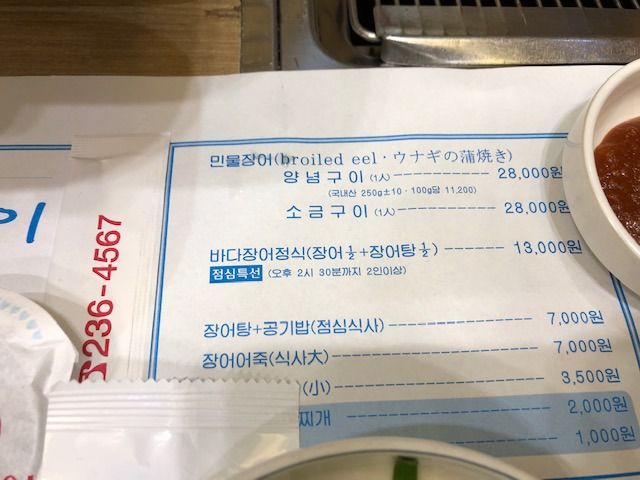 민물장어(broiled eel · ウナギの蒲焼き)
양념구이 (1人) 28,000원
(국내산 250g±10 · 100g당 11,200)
소금구이 (1人) 28,000원
바다장어정식(장어½+장어탕½) 13,000원
점심특선 (오후 2시 30분까지 2인이상)
장어탕+공기밥(점심식사) 7,000원
장어어죽(식사大) 7,000원
(小) 3,500원
찌개 2,000원
1,000원
☎236-4567